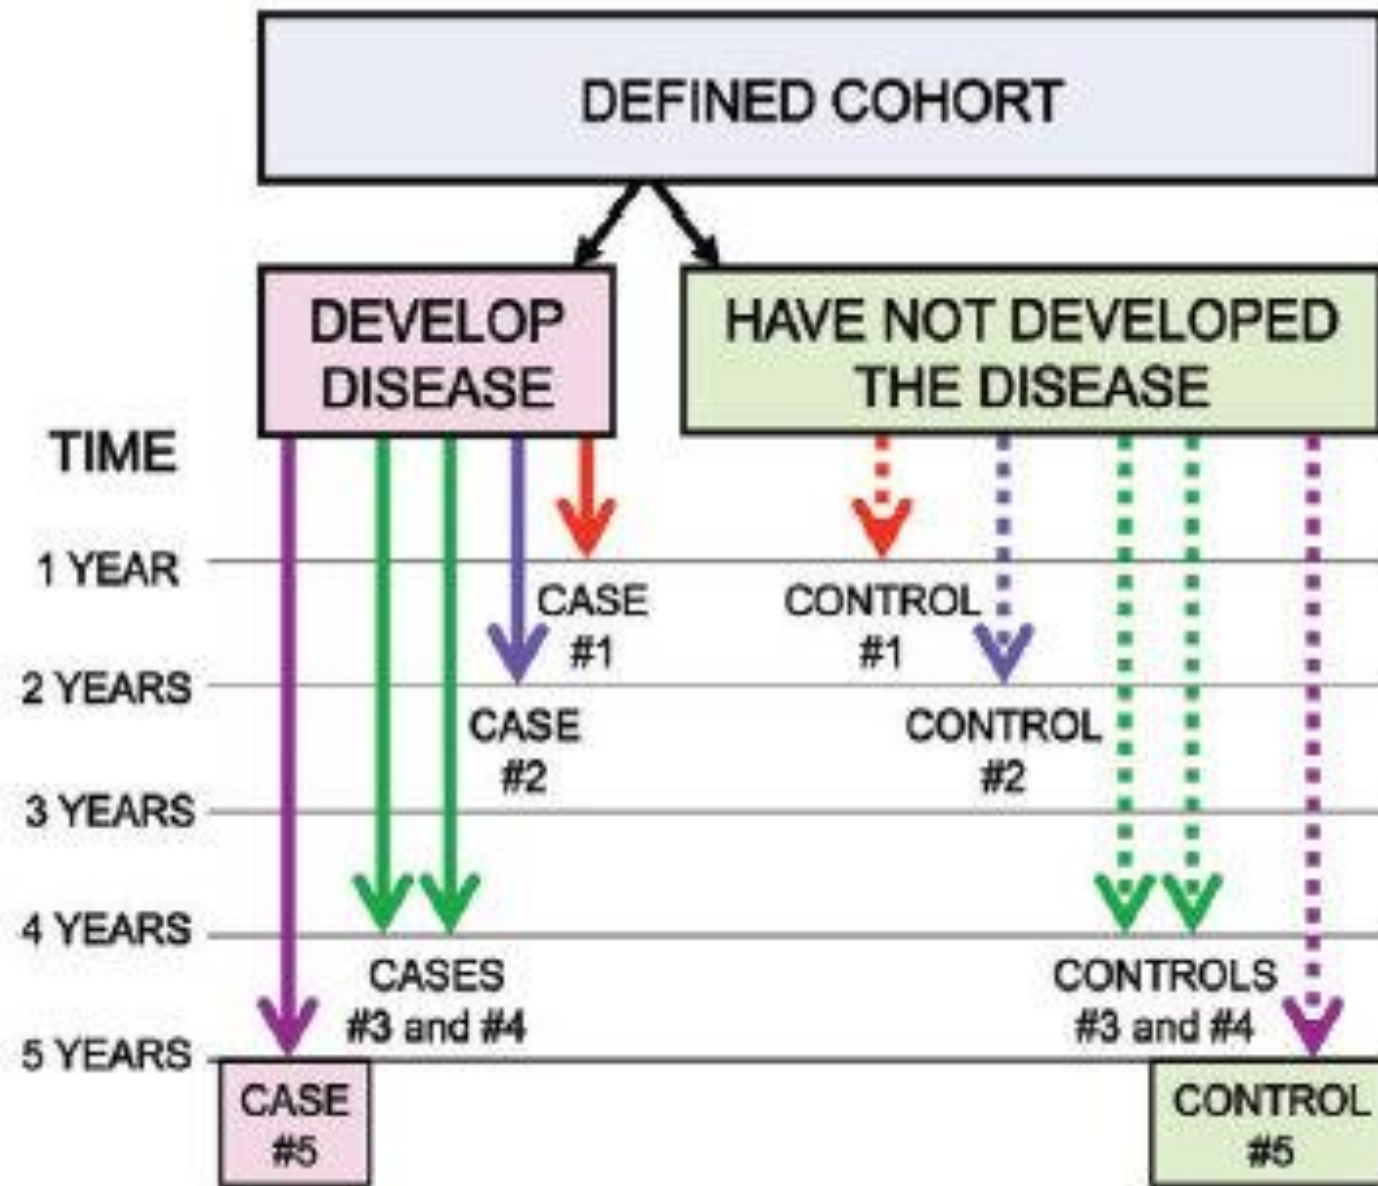 DEFINED COHORT
DEVELOP
DISEASE
HAVE NOT DEVELOPED
THE DISEASE
TIME
1 YEAR
CASE
#1
CONTROL
#1
2 YEARS
CASE
#2
CONTROL
#2
3 YEARS
4 YEARS
CASES
#3 and #4
CONTROLS
#3 and #4
5 YEARS
CASE
#5
CONTROL
#5